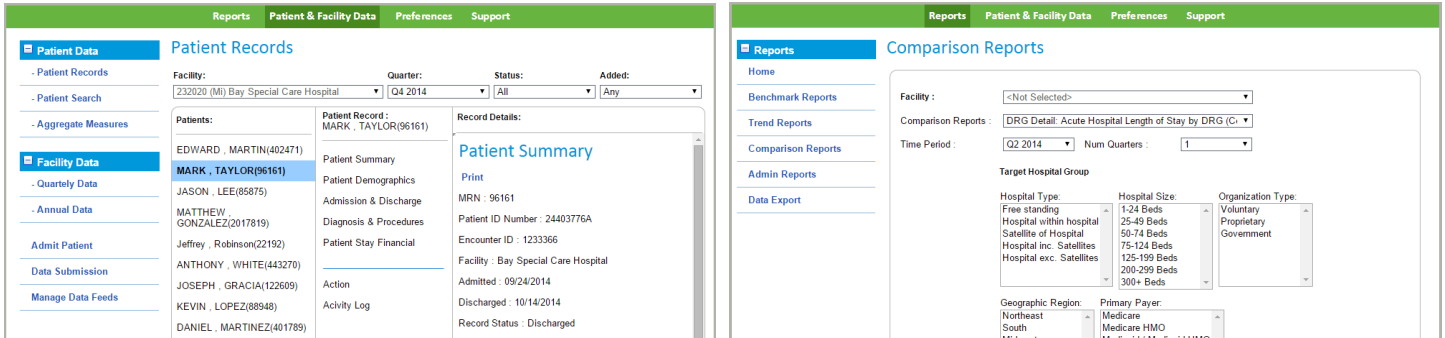 Reports Patient & Facility Data Preferences Support
Patient Data
- Patient Records
- Patient Search
- Aggregate Measures
Facility Data
- Quartely Data
- Annual Data
Admit Patient
Data Submission
Manage Data Feeds
Patient Records
Facility: Quarter: Status: Added:
232020 (Mi) Bay Special Care Hospital Q4 2014 All Any
Patients:
EDWARD , MARTIN(402471)
MARK , TAYLOR(96161)
JASON , LEE(85875)
MATTHEW ,
GONZALEZ(2017819)
Jeffrey , Robinson(22192)
ANTHONY , WHITE(443270)
JOSEPH , GRACIA(122609)
KEVIN , LOPEZ(88948)
DANIEL , MARTINEZ(401789)
Patient Record :
MARK , TAYLOR(96161)
Patient Summary
Patient Demographics
Admission & Discharge
Diagnosis & Procedures
Patient Stay Financial
Action
Acivity Log
Record Details:
Patient Summary
Print
MRN : 96161
Patient ID Number : 24403776A
Encounter ID : 1233366
Facility : Bay Special Care Hospital
Admitted : 09/24/2014
Discharged : 10/14/2014
Record Status : Discharged
Reports Patient & Facility Data Preferences Support
Reports
Home
Benchmark Reports
Trend Reports
Comparison Reports
Admin Reports
Data Export
Comparison Reports
Facility : <Not Selected>
Comparison Reports : DRG Detail: Acute Hospital Length of Stay by DRG (C
Time Period : Q2 2014 Num Quarters : 1
Target Hospital Group
Hospital Type:
Free standing
Hospital within hospital
Satellite of Hospital
Hospital inc. Satellites
Hospital exc. Satellites
Hospital Size:
1-24 Beds
25-49 Beds
50-74 Beds
75-124 Beds
125-199 Beds
200-299 Beds
300+ Beds
Organization Type:
Voluntary
Proprietary
Government
Geographic Region:
Northeast
South
Primary Payer:
Medicare
Medicare HMO